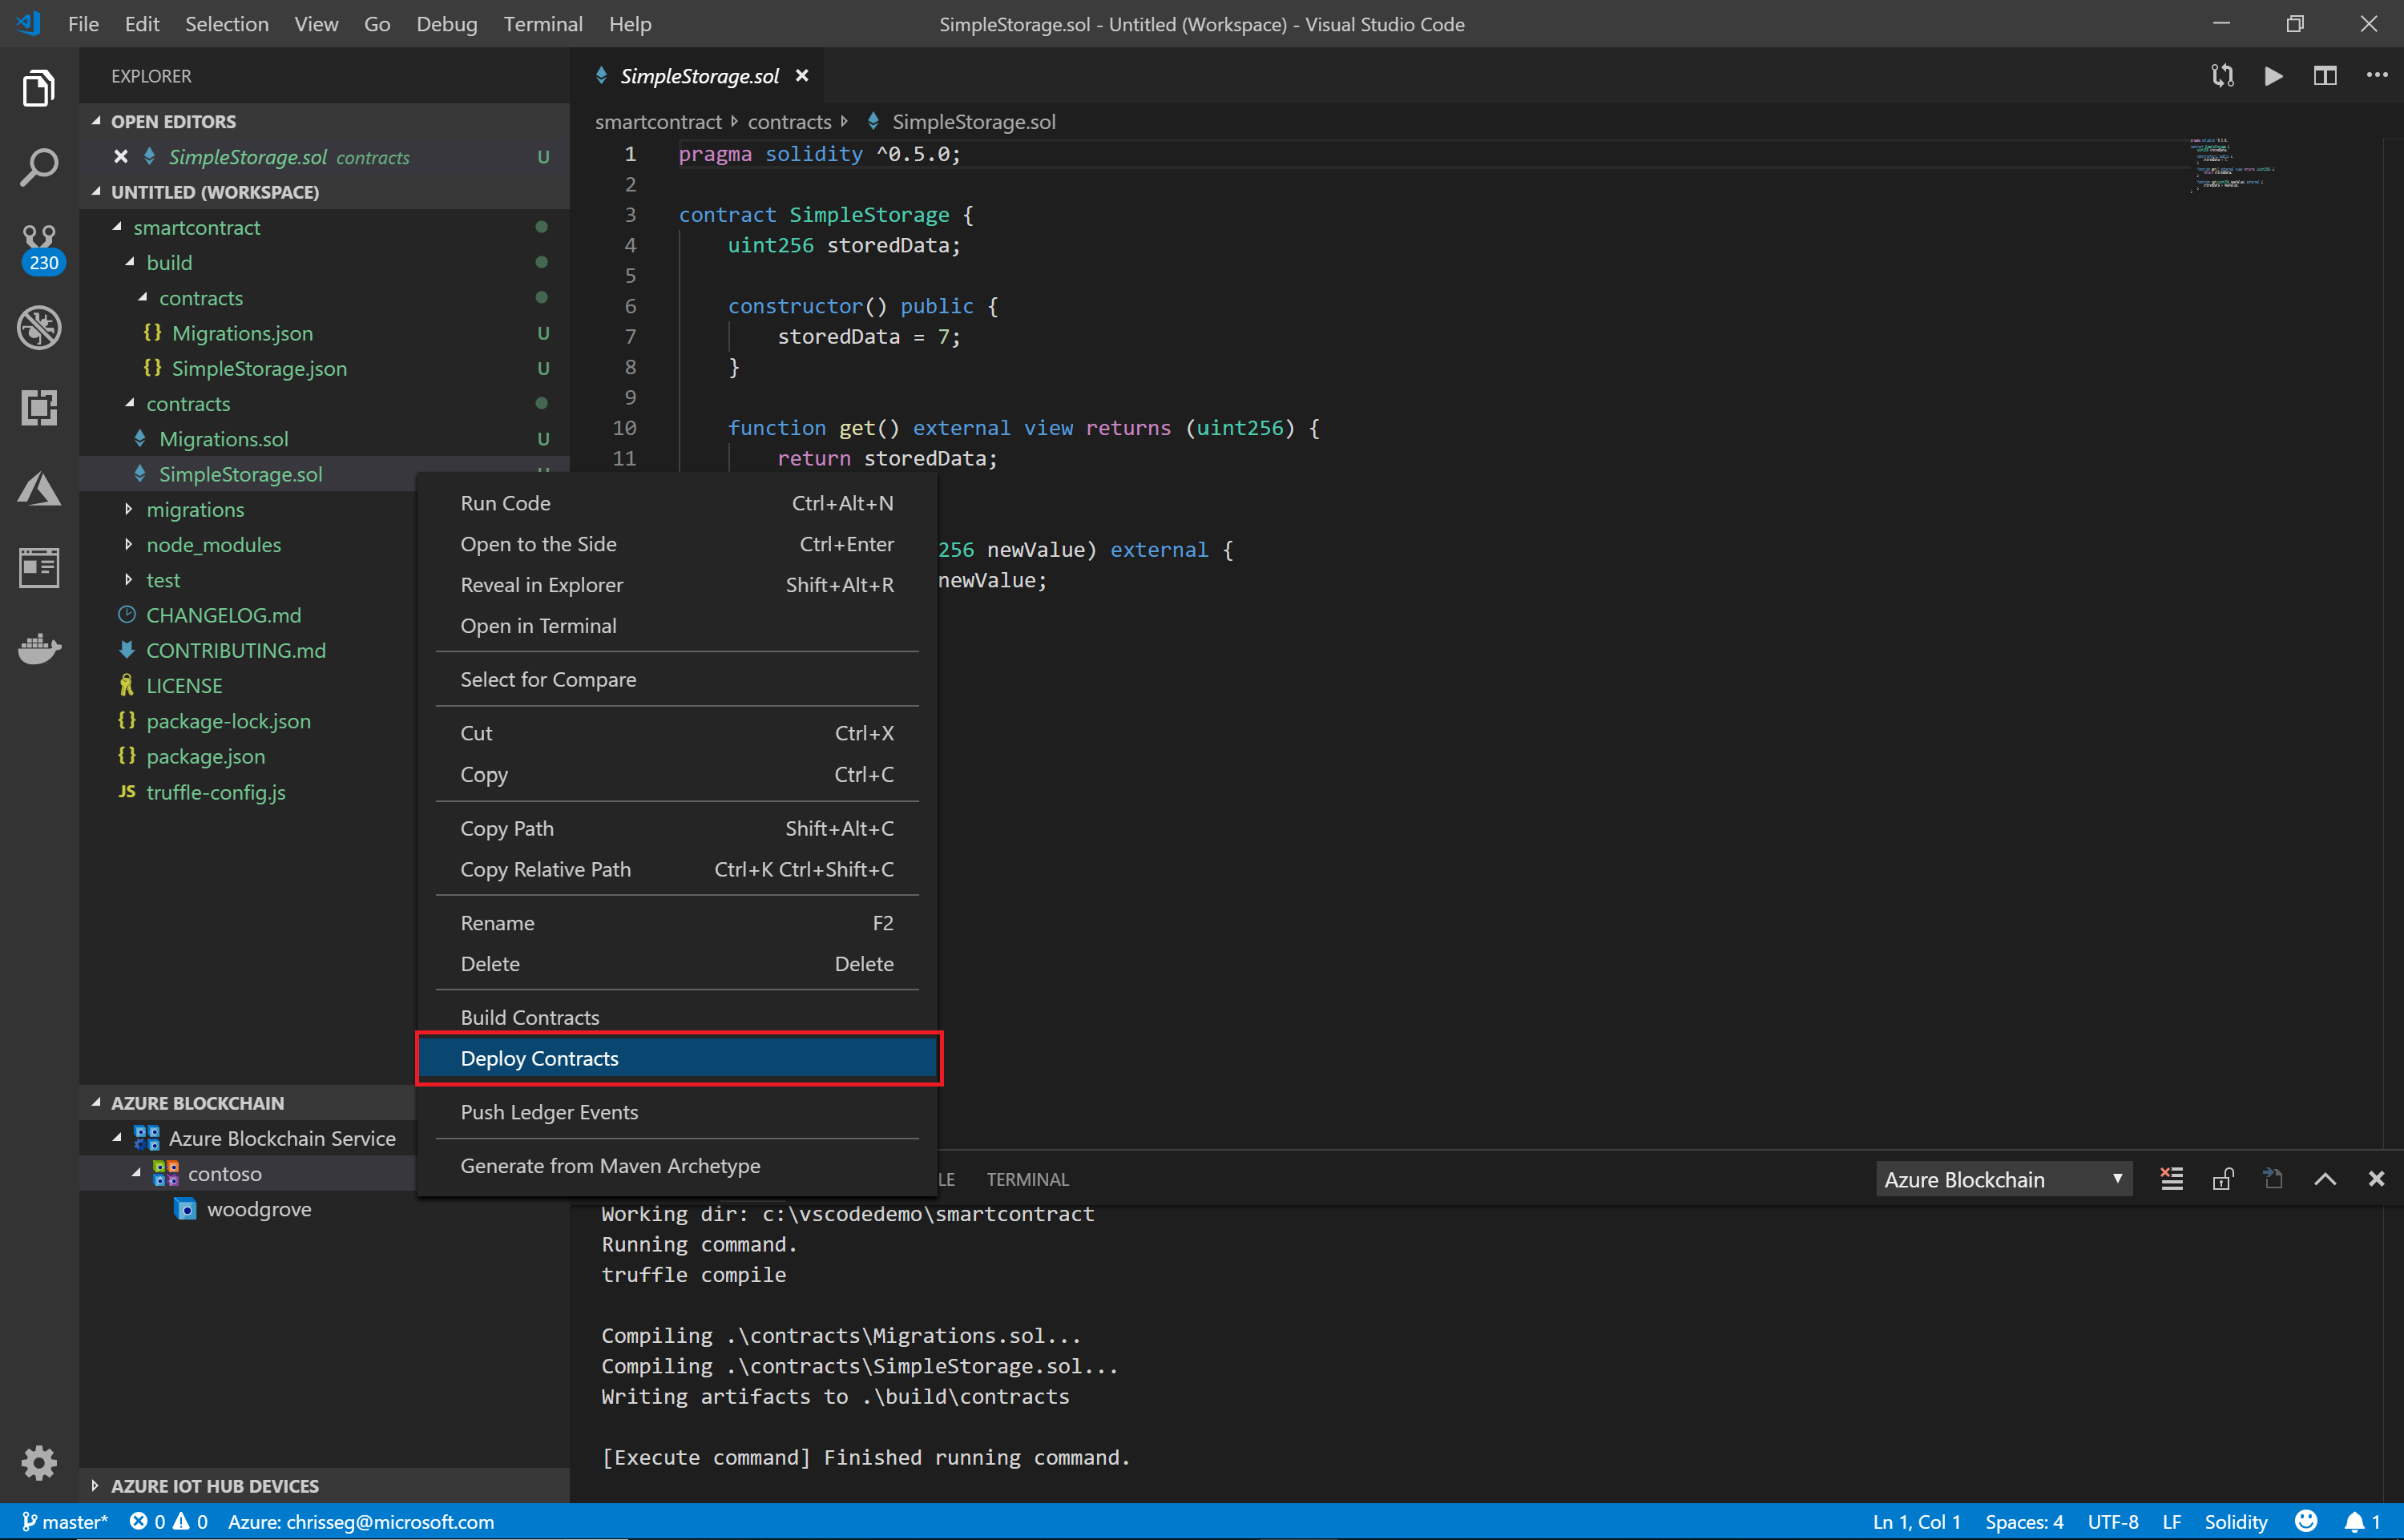 File Edit Selection View Go Debug Terminal Help
SimpleStorage.sol - Untitled (Workspace) - Visual Studio Code
EXPLORER
OPEN EDITORS
SimpleStorage.sol contracts U
UNTITLED (WORKSPACE)
smartcontract
build
contracts
{} Migrations.json U
{} SimpleStorage.json U
contracts
Migrations.sol U
SimpleStorage.sol
migrations
node_modules
test
CHANGELOG.md
CONTRIBUTING.md
LICENSE
{} package-lock.json
{} package.json
JS truffle-config.js
230
AZURE BLOCKCHAIN
Azure Blockchain Service
contoso
woodgrove
AZURE IOT HUB DEVICES
SimpleStorage.sol
smartcontract contracts SimpleStorage.sol
1 pragma solidity ^0.5.0;
2
3 contract SimpleStorage {
4 uint256 storedData;
5
6 constructor() public {
7 storedData = 7;
8 }
9
10 function get() external view returns (uint256) {
11 return storedData;
256 newValue) external {
newValue;
Run Code Ctrl+Alt+N
Open to the Side Ctrl+Enter
Reveal in Explorer Shift+Alt+R
Open in Terminal
Select for Compare
Cut Ctrl+X
Copy Ctrl+C
Copy Path Shift+Alt+C
Copy Relative Path Ctrl+K Ctrl+Shift+C
Rename F2
Delete Delete
Build Contracts
Deploy Contracts
Push Ledger Events
Generate from Maven Archetype
LE TERMINAL
Azure Blockchain
Working dir: c:\vscodedemo\smartcontract
Running command.
truffle compile
Compiling .\contracts\Migrations.sol...
Compiling .\contracts\SimpleStorage.sol...
Writing artifacts to .\build\contracts
[Execute command] Finished running command.
master* 0 0 Azure: chrisseg@microsoft.com
Ln 1, Col 1 Spaces: 4 UTF-8 LF Solidity 1